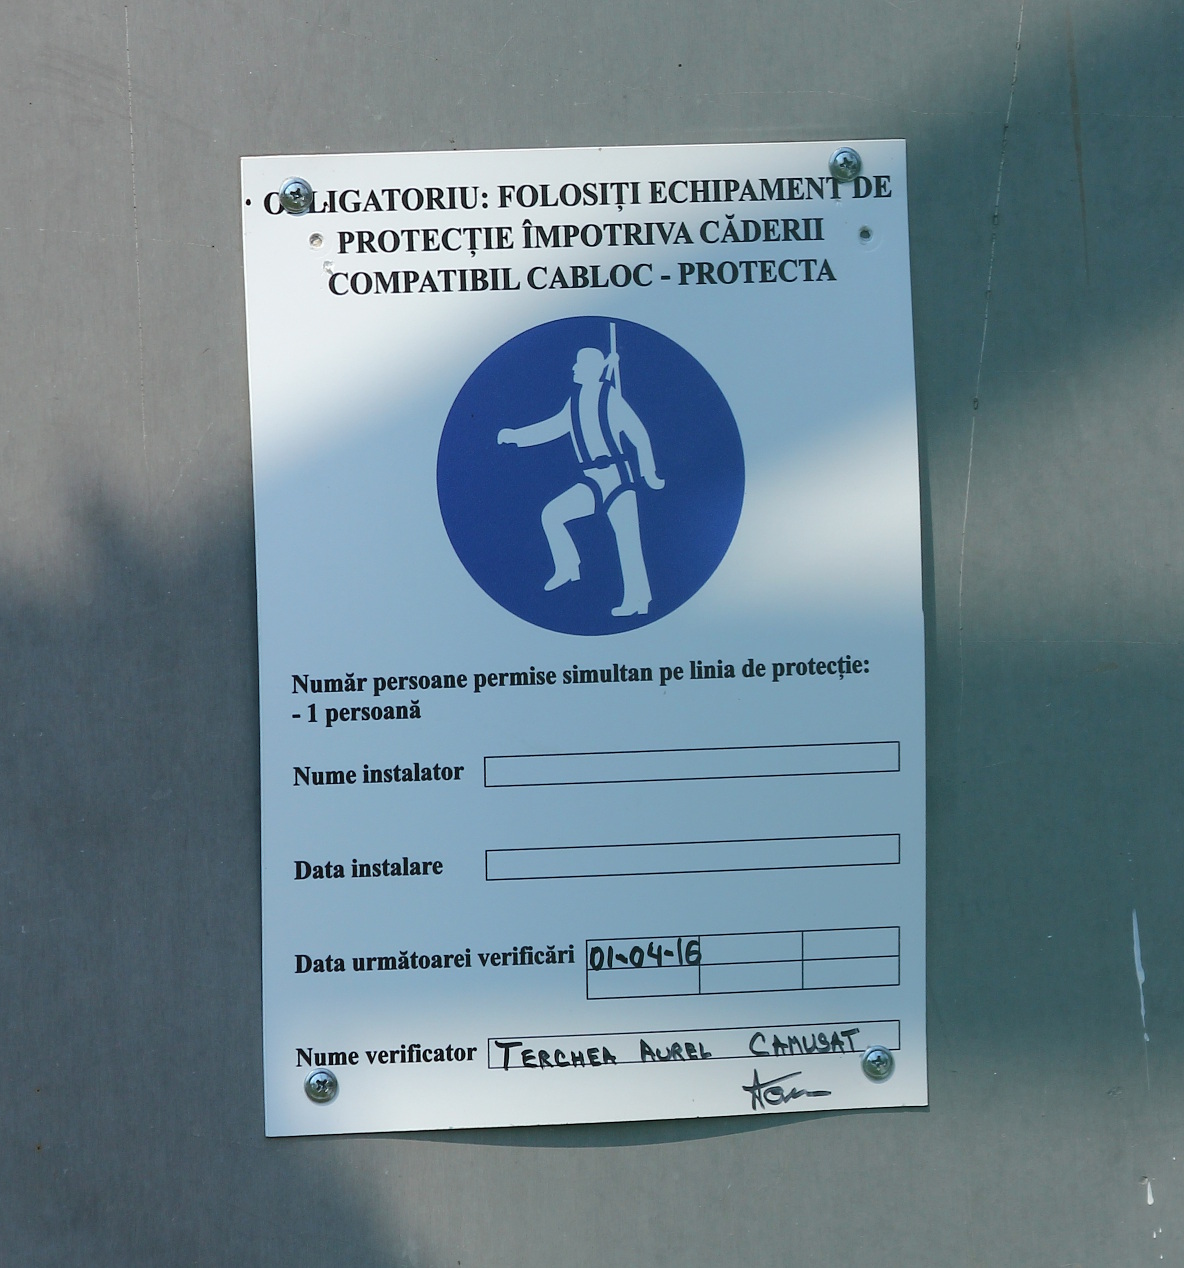 OBLIGATORIU: FOLOSIȚI ECHIPAMENT DE
PROTECȚIE ÎMPOTRIVA CĂDERII
COMPATIBIL CABLOC - PROTECTA
Număr persoane permise simultan pe linia de protecție:
- 1 persoană
Nume instalator
Data instalare
Data următoarei verificări 01-04-16
Nume verificator TERCHEA AUREL CAMUSAT